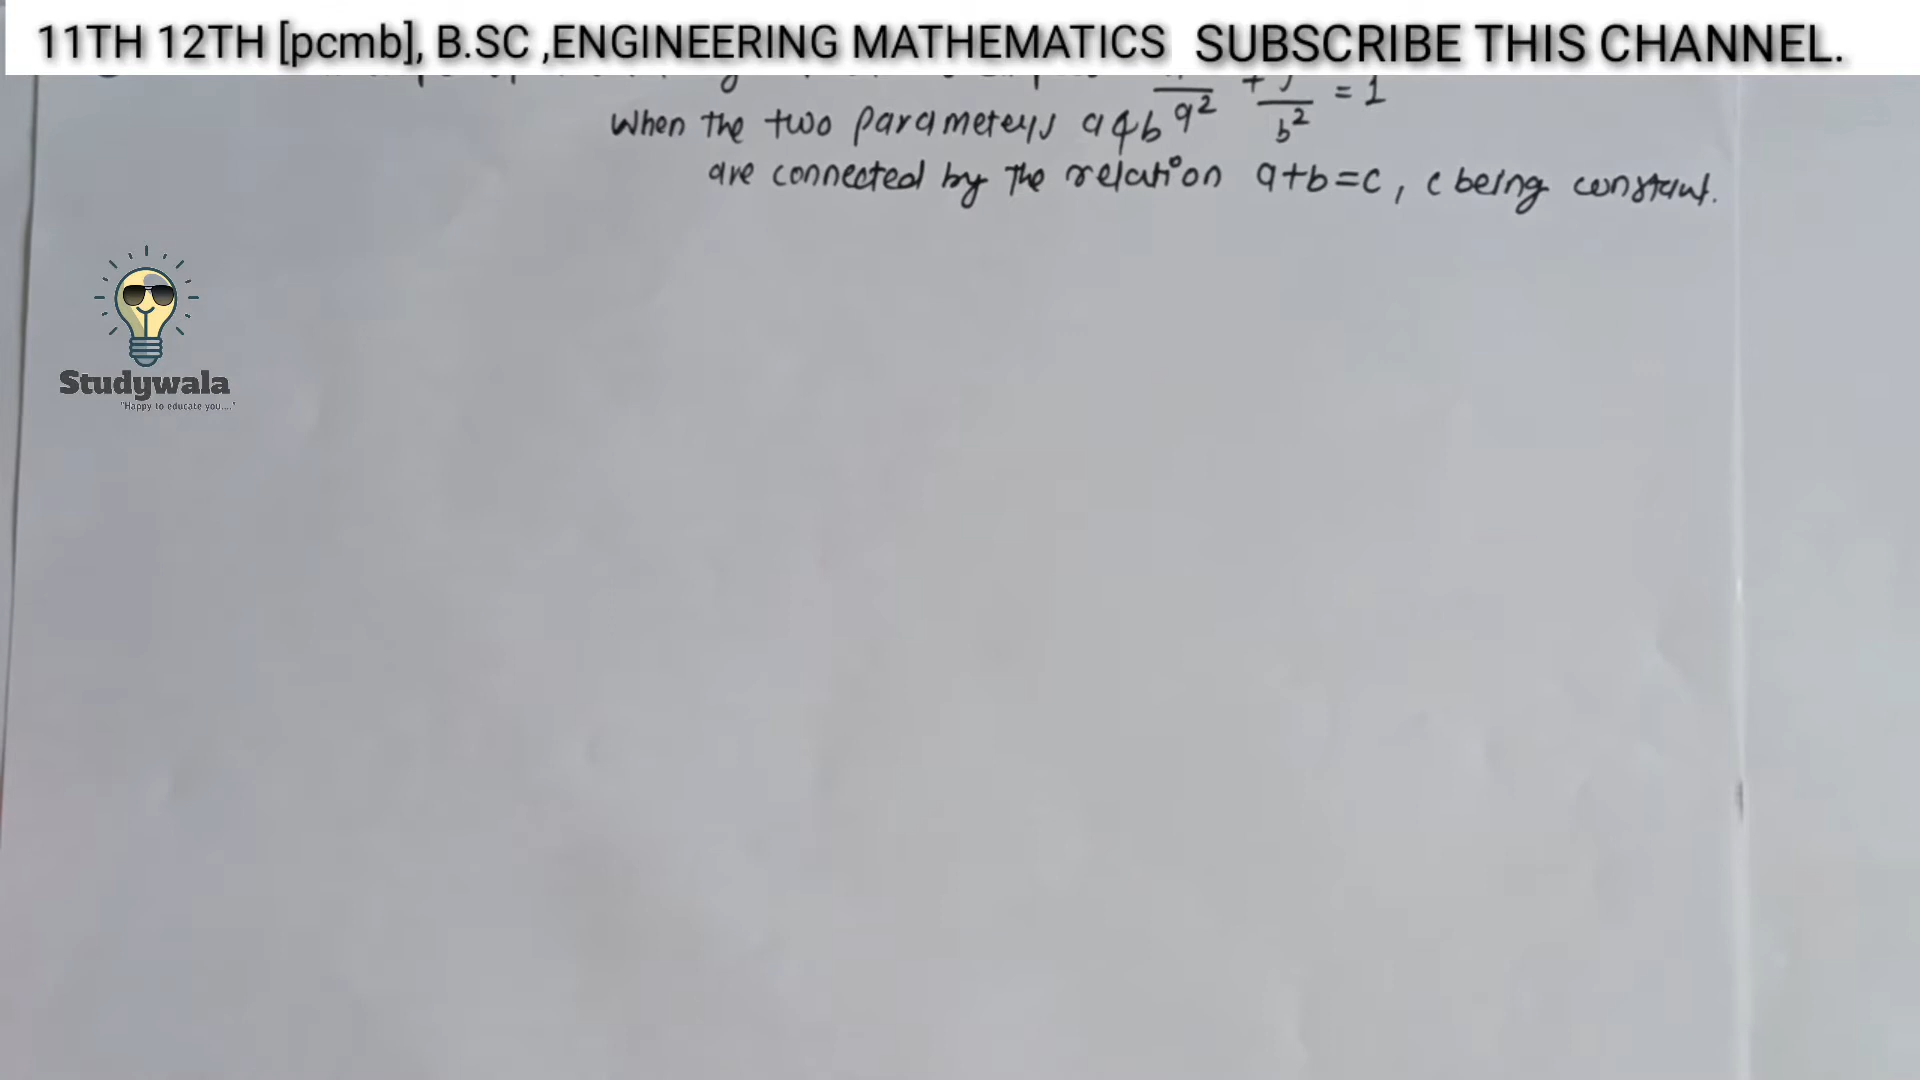 11TH 12TH [pcmb], B.SC ,ENGINEERING MATHEMATICS SUBSCRIBE THIS CHANNEL.
= 1
When the two parameters a & b a² b²
are connected by the relation a+b=c, c being constant.
Studywala
"Happy to educate you...."